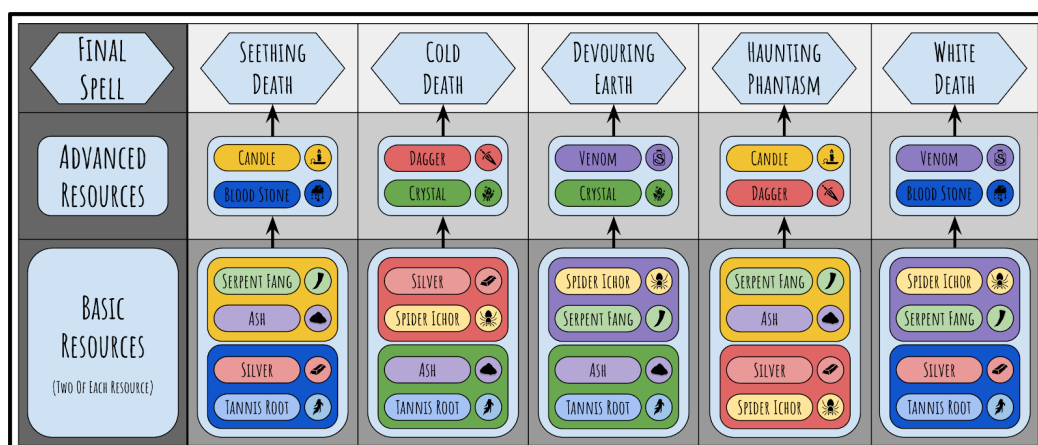 FINAL
SPELL
SEETHING
DEATH
COLD
DEATH
DEVOURING
EARTH
HAUNTING
PHANTASM
WHITE
DEATH
ADVANCED
RESOURCES
CANDLE
BLOOD STONE
DAGGER
CRYSTAL
VENOM
CRYSTAL
CANDLE
DAGGER
VENOM
BLOOD STONE
BASIC
RESOURCES
(TWO OF EACH RESOURCE)
SERPENT FANG
ASH
SILVER
TANNIS ROOT
SILVER
SPIDER ICHOR
ASH
TANNIS ROOT
SPIDER ICHOR
SERPENT FANG
ASH
TANNIS ROOT
SERPENT FANG
ASH
SILVER
SPIDER ICHOR
SPIDER ICHOR
SERPENT FANG
SILVER
TANNIS ROOT